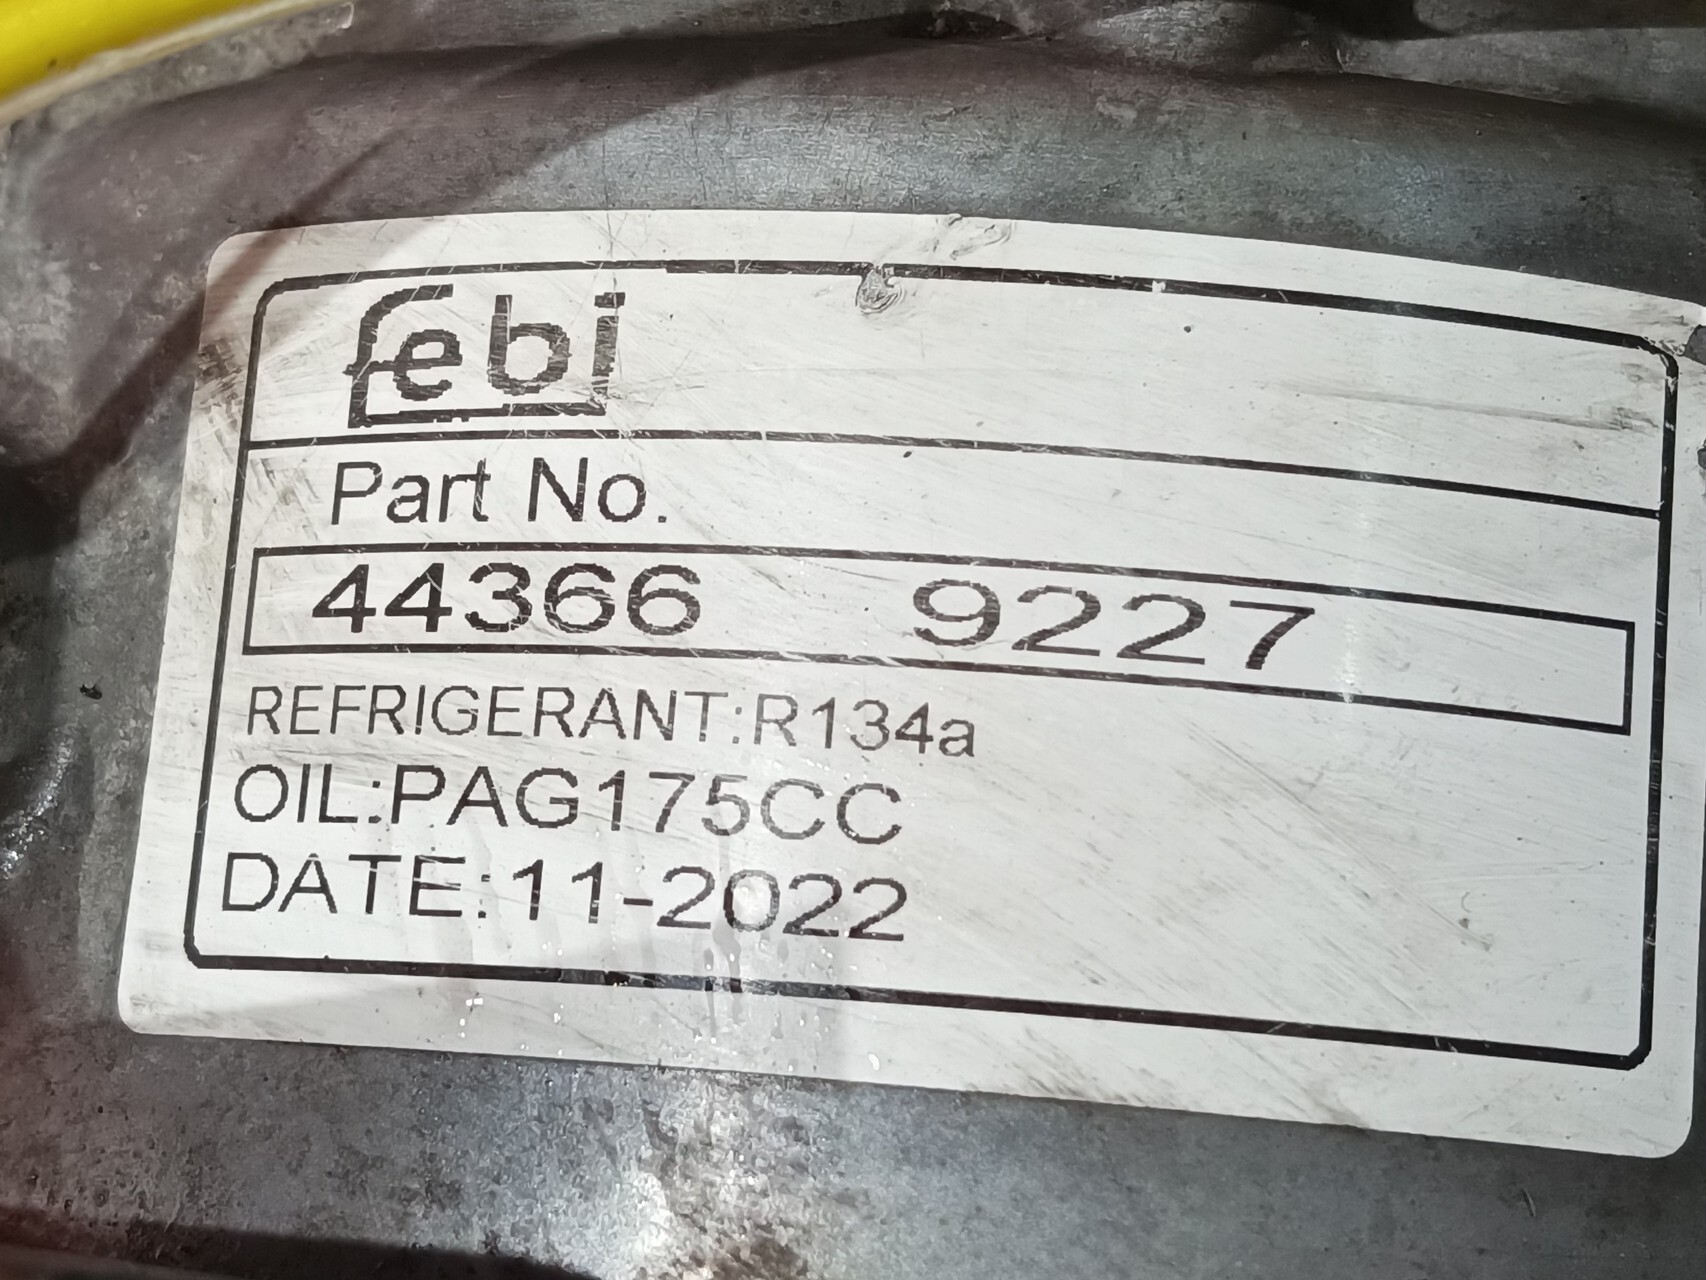 febi
Part No.
44366 9227
REFRIGERANT:R134a
OIL:PAG175CC
DATE:11-2022